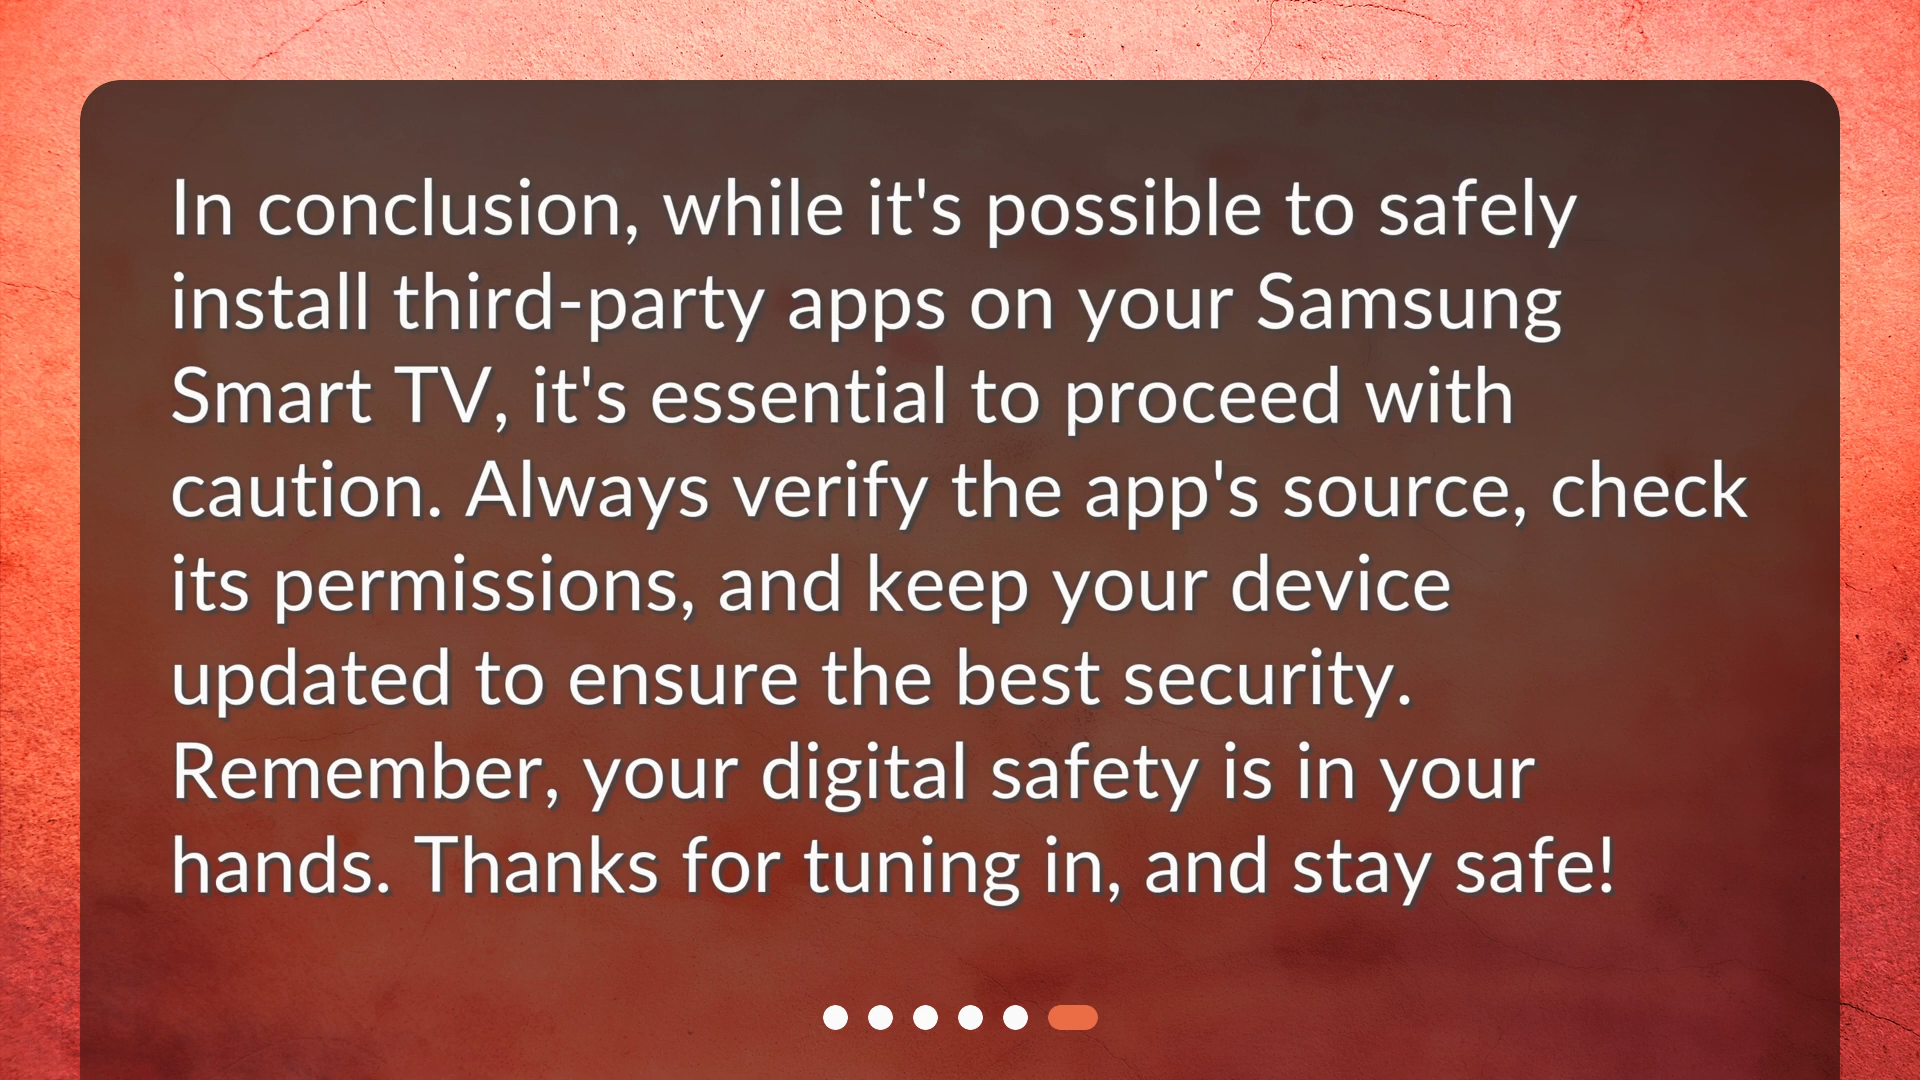 In conclusion, while it's possible to safely
install third-party apps on your Samsung
Smart TV, it's essential to proceed with
caution. Always verify the app's source, check
its permissions, and keep your device
updated to ensure the best security.
Remember, your digital safety is in your
hands. Thanks for tuning in, and stay safe!